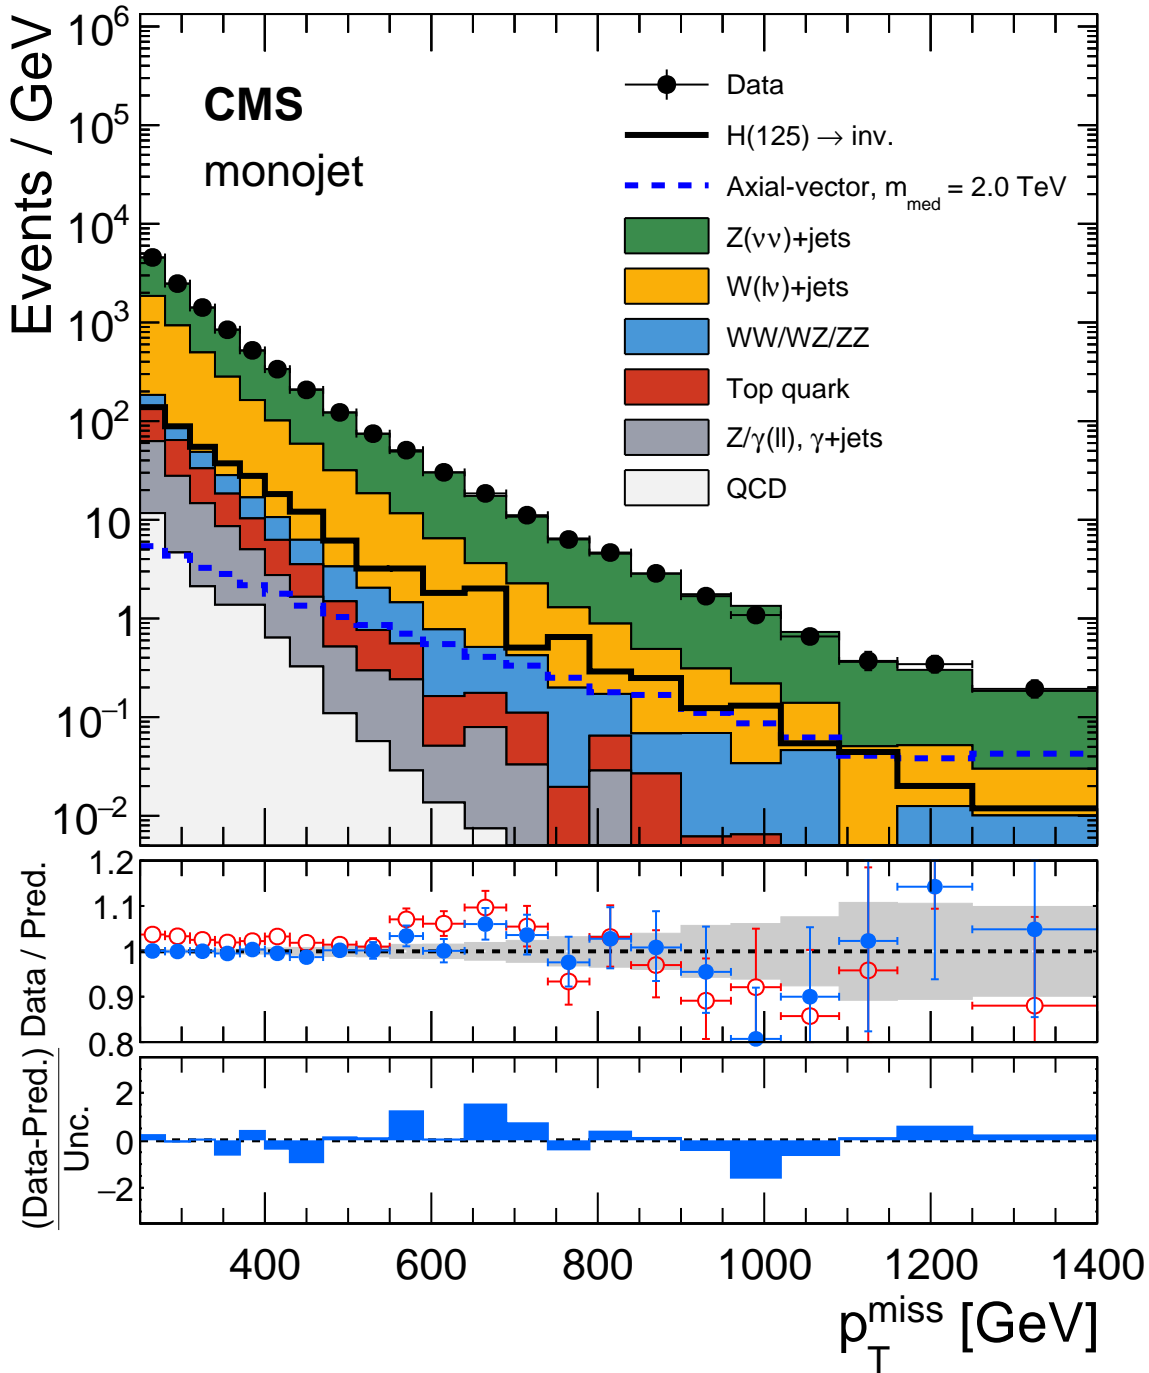 Events / GeV
10^6
10^5
10^4
10^3
10^2
10
1
10^−1
10^−2
CMS
monojet
Data
H(125) → inv.
Axial-vector, m_med = 2.0 TeV
Z(νν)+jets
W(lν)+jets
WW/WZ/ZZ
Top quark
Z/γ(ll), γ+jets
QCD
Data / Pred.
1.2
1.1
1
0.9
0.8
(Data-Pred.)
Unc.
2
0
−2
400 600 800 1000 1200 1400
p_T^miss [GeV]